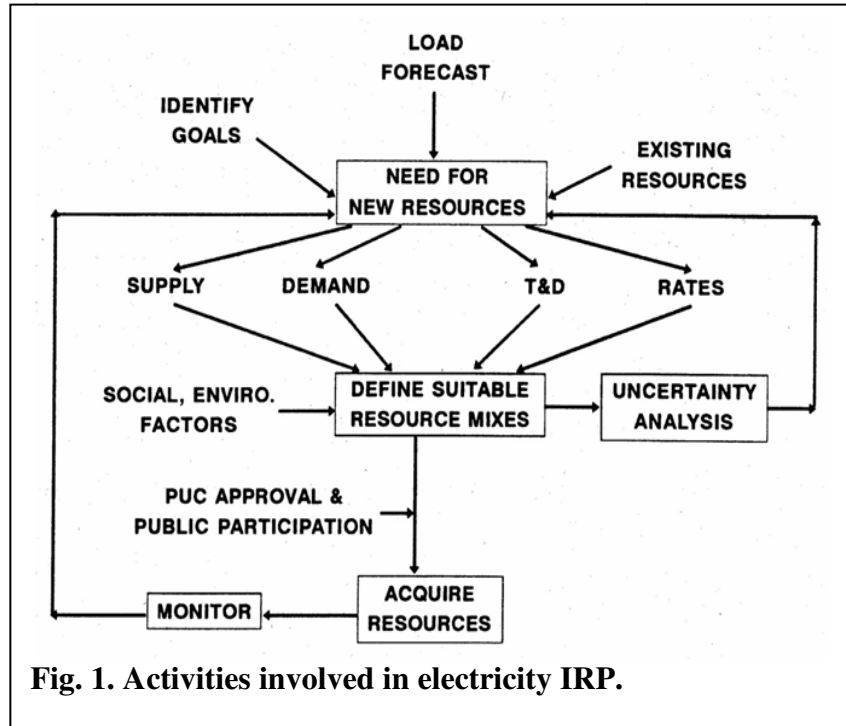 LOAD
FORECAST
IDENTIFY
GOALS
EXISTING
RESOURCES
NEED FOR
NEW RESOURCES
SUPPLY
DEMAND
T&D
RATES
SOCIAL, ENVIRO.
FACTORS
DEFINE SUITABLE
RESOURCE MIXES
UNCERTAINTY
ANALYSIS
PUC APPROVAL &
PUBLIC PARTICIPATION
MONITOR
ACQUIRE
RESOURCES
Fig. 1. Activities involved in electricity IRP.